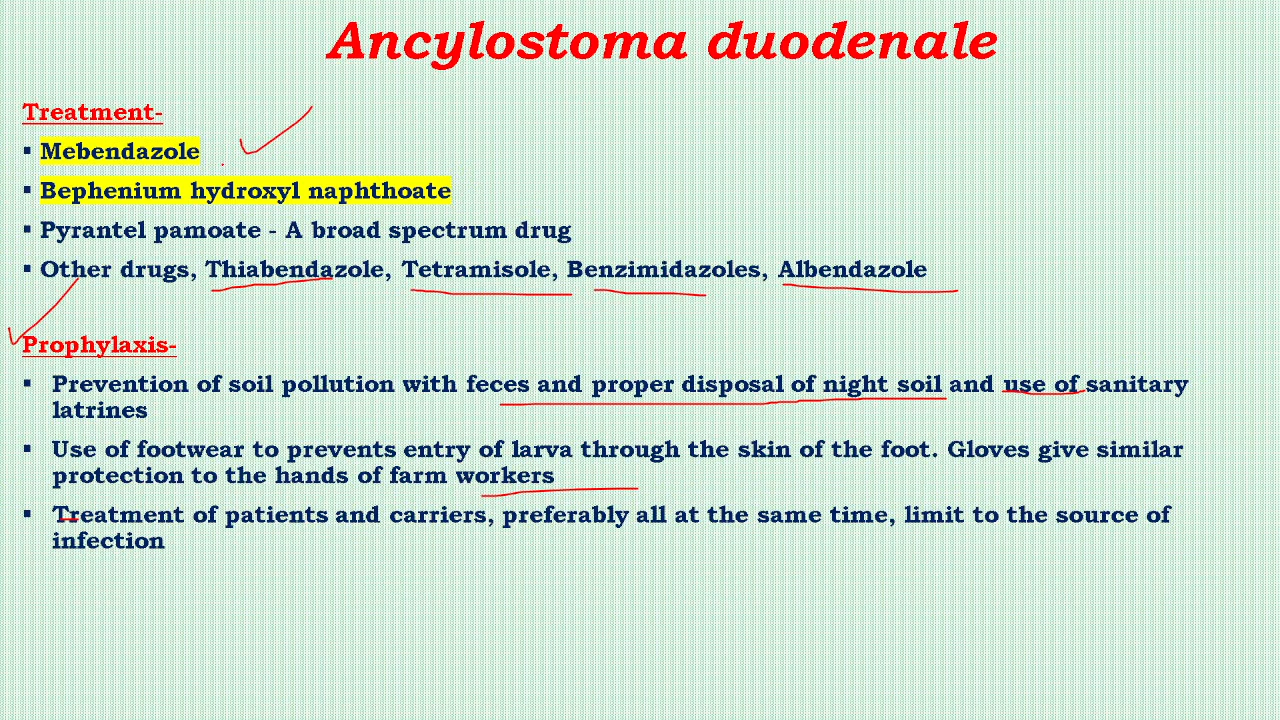 Ancylostoma duodenale
Treatment-
▪ Mebendazole
▪ Bephenium hydroxyl naphthoate
▪ Pyrantel pamoate - A broad spectrum drug
▪ Other drugs, Thiabendazole, Tetramisole, Benzimidazoles, Albendazole
Prophylaxis-
▪ Prevention of soil pollution with feces and proper disposal of night soil and use of sanitary
latrines
▪ Use of footwear to prevents entry of larva through the skin of the foot. Gloves give similar
protection to the hands of farm workers
▪ Treatment of patients and carriers, preferably all at the same time, limit to the source of
infection